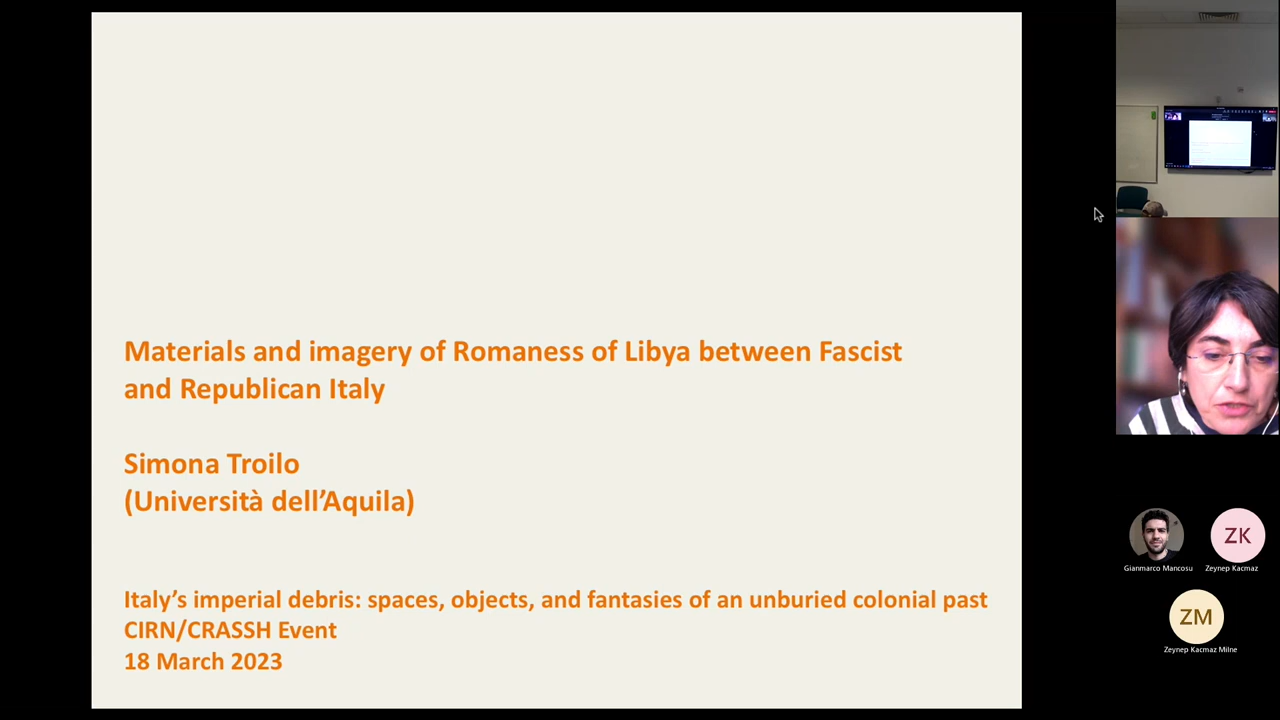 Materials and imagery of Romaness of Libya between Fascist
and Republican Italy
Simona Troilo
(Università dell’Aquila)
Italy’s imperial debris: spaces, objects, and fantasies of an unburied colonial past
CIRN/CRASSH Event
18 March 2023
ZK
Gianmarco Mancosu
Zeynep Kacmaz
ZM
Zeynep Kacmaz Milne